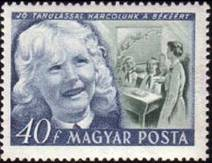 JÓ TANULÁSSAL HARCOLUNK A BÉKÉÉRT
40f MAGYAR POSTA